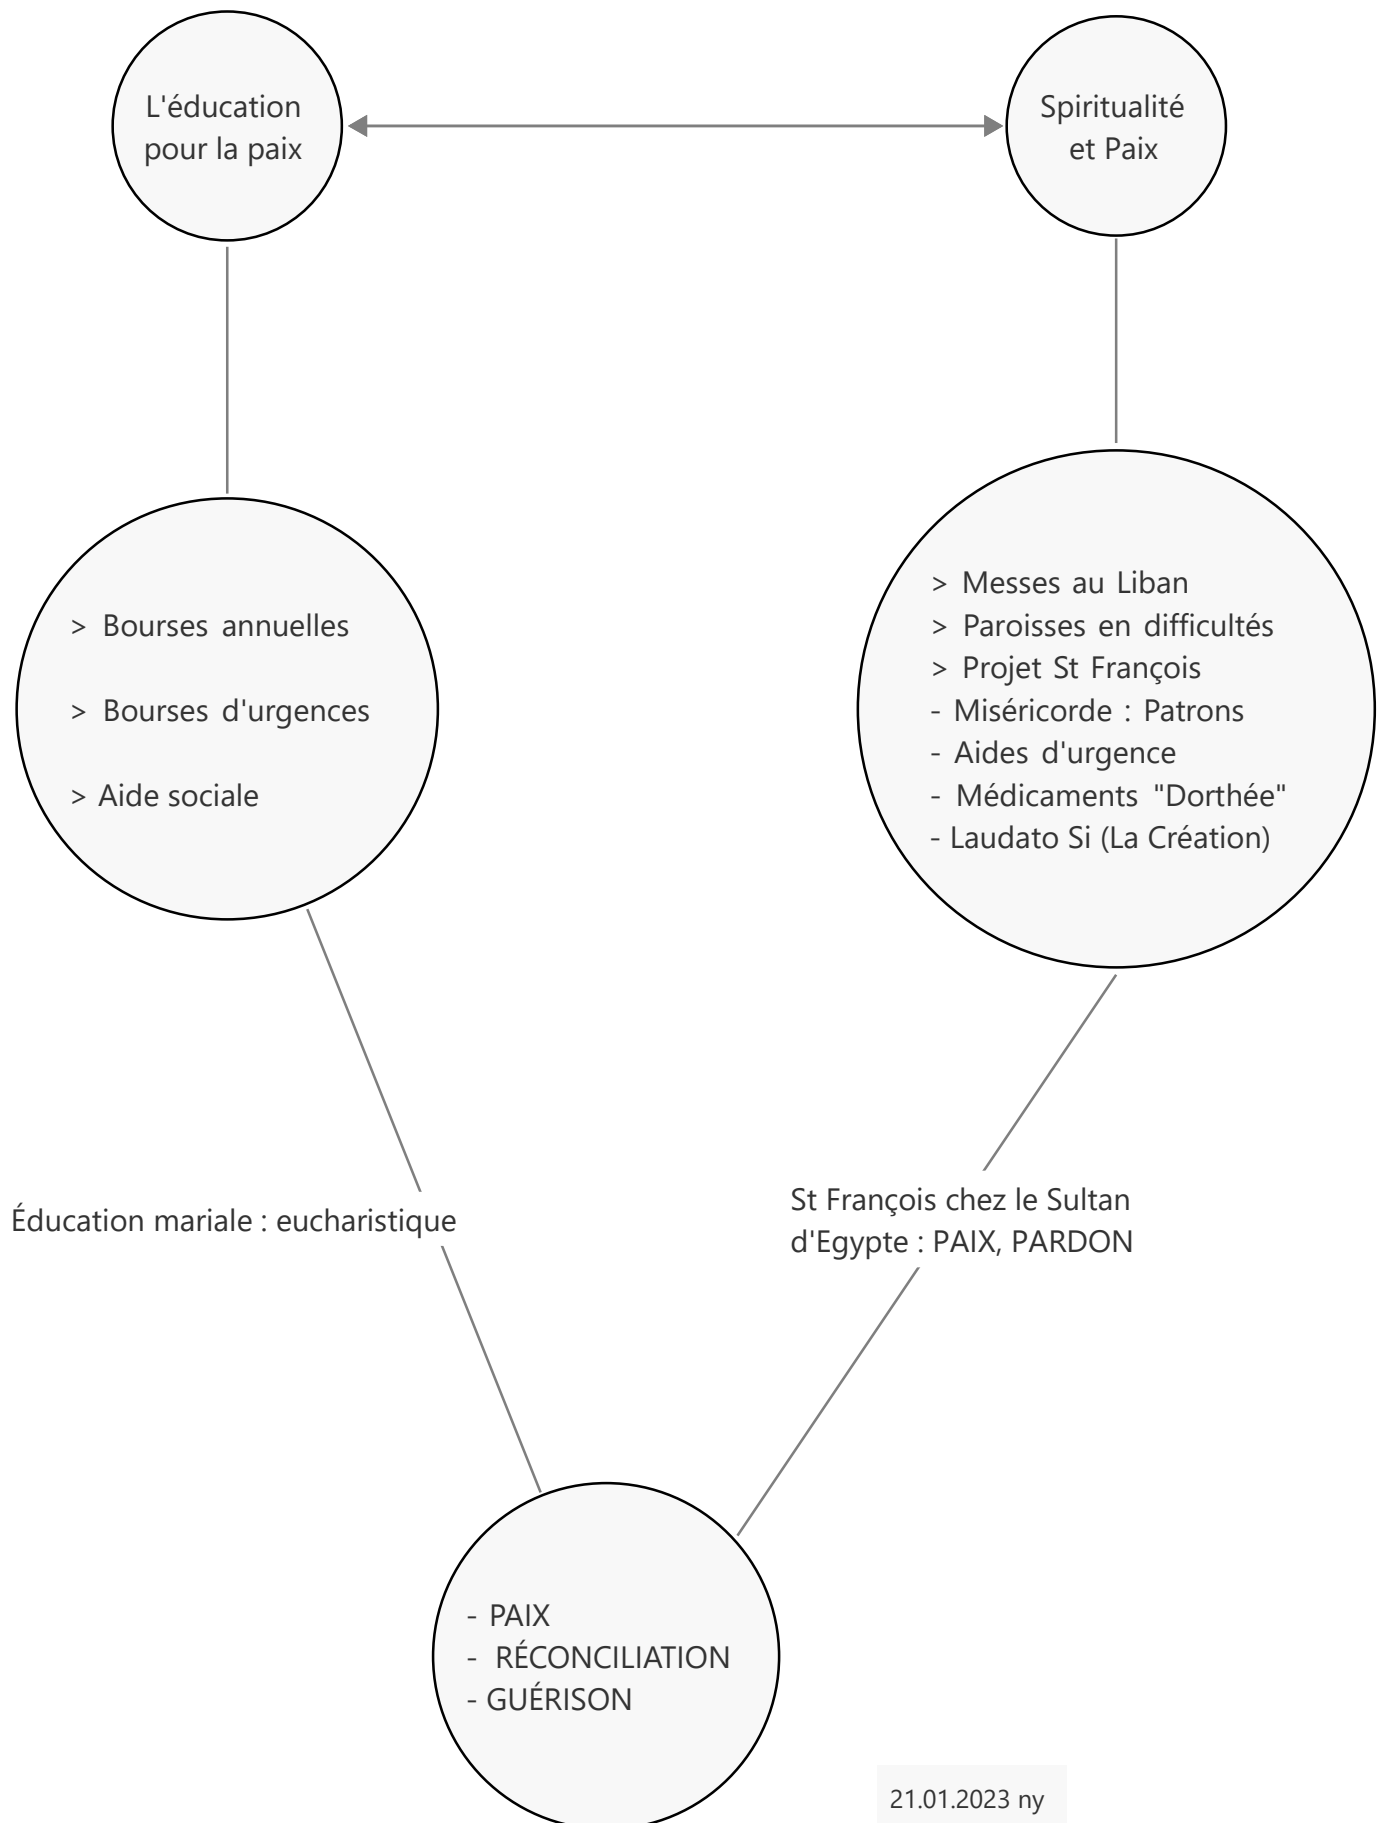 L'éducation
pour la paix
Spiritualité
et Paix
> Bourses annuelles
> Bourses d'urgences
> Aide sociale
> Messes au Liban
> Paroisses en difficultés
> Projet St François
- Miséricorde : Patrons
- Aides d'urgence
- Médicaments "Dorthée"
- Laudato Si (La Création)
Éducation mariale : eucharistique
St François chez le Sultan
d'Egypte : PAIX, PARDON
- PAIX
- RÉCONCILIATION
- GUÉRISON
21.01.2023 ny